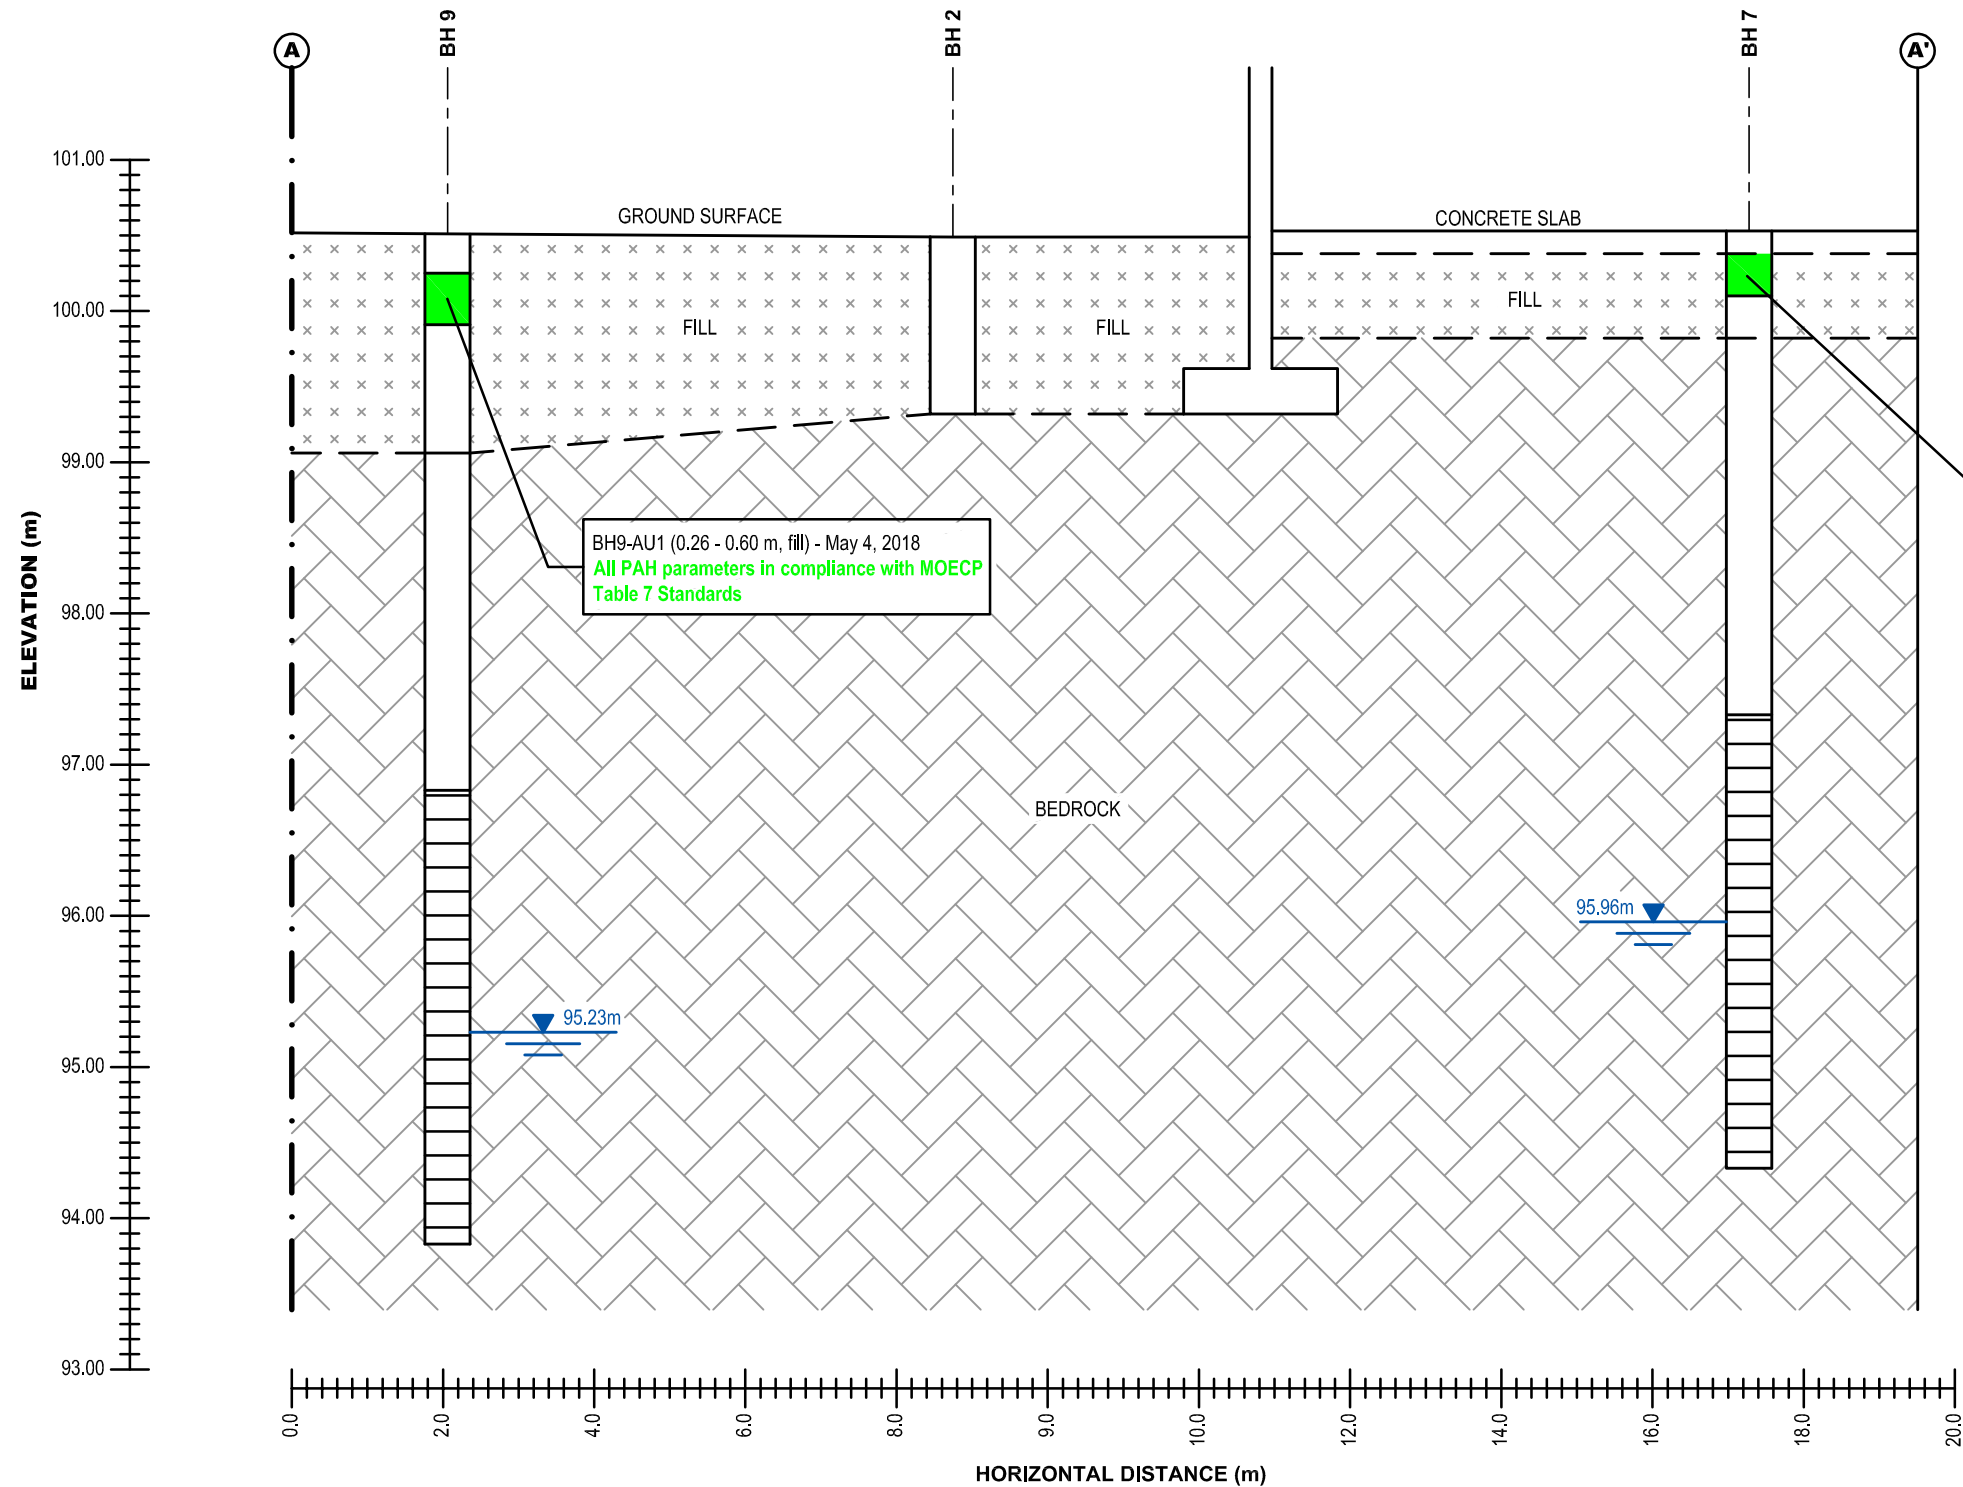 A
BH 9
BH 2
BH 7
A'
101.00
100.00
99.00
98.00
97.00
96.00
95.00
94.00
93.00
ELEVATION (m)
GROUND SURFACE
CONCRETE SLAB
FILL
FILL
FILL
BH9-AU1 (0.26 - 0.60 m, fill) - May 4, 2018
All PAH parameters in compliance with MOECP
Table 7 Standards
BEDROCK
95.96m
95.23m
0.0
2.0
4.0
6.0
8.0
9.0
10.0
12.0
14.0
16.0
18.0
20.0
HORIZONTAL DISTANCE (m)